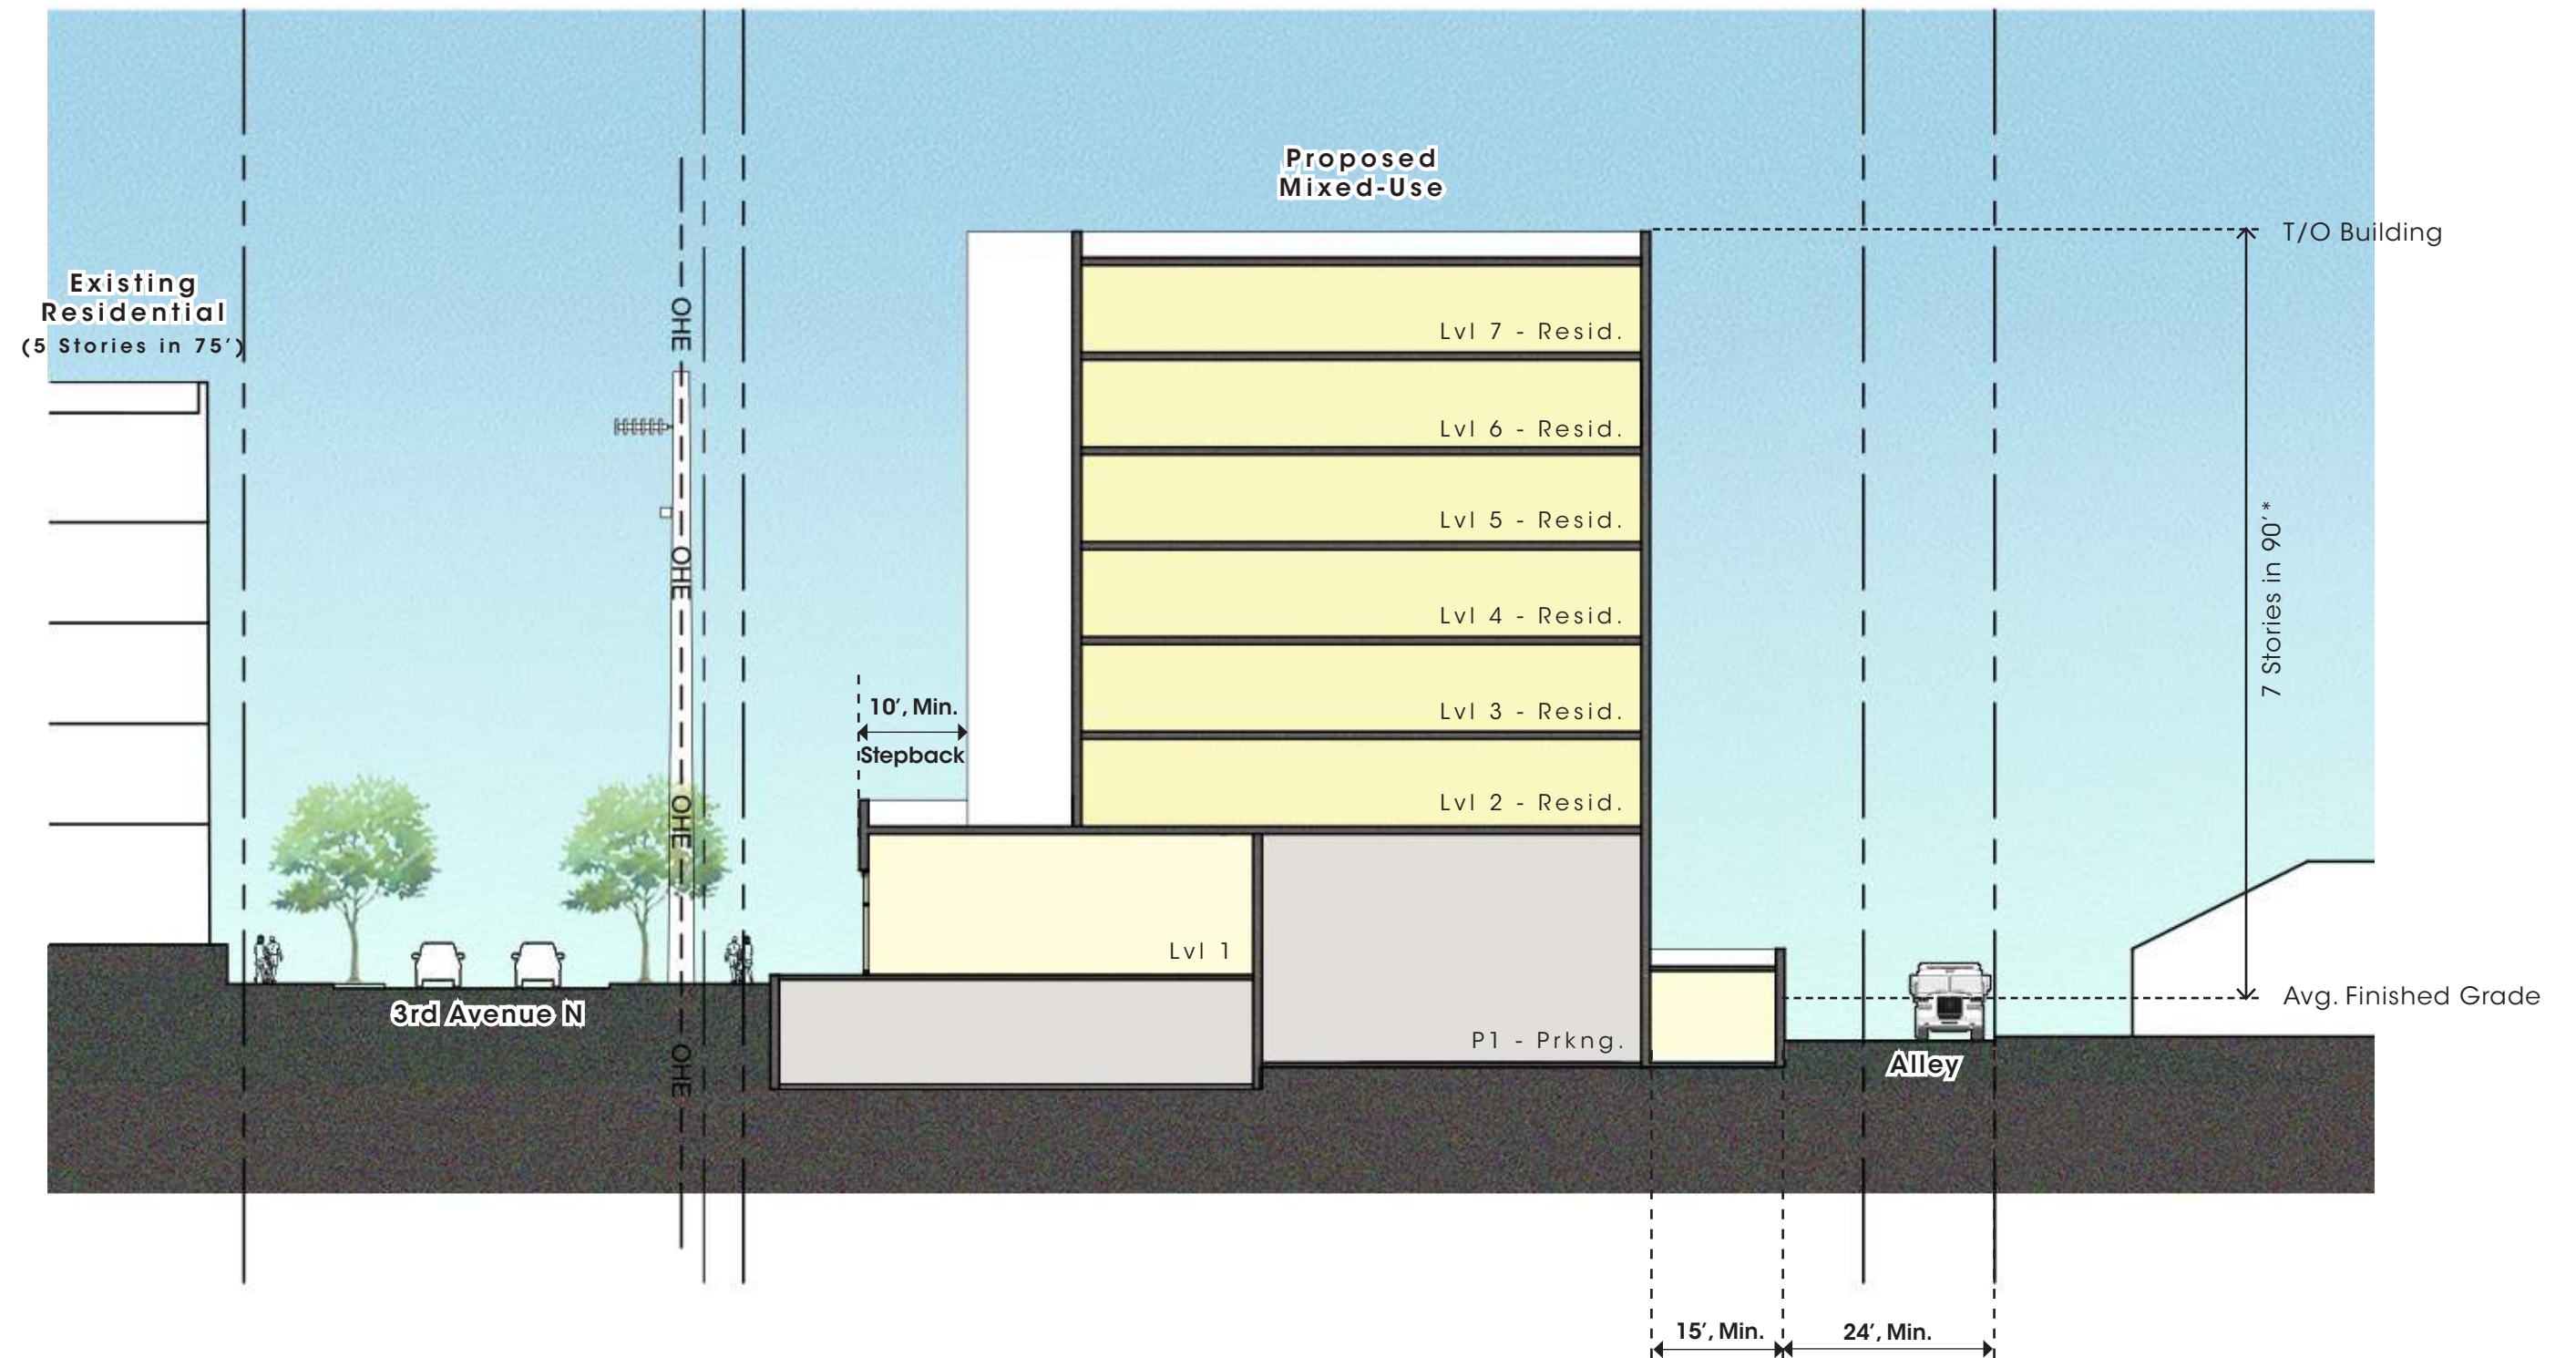 Proposed
Mixed-Use
T/O Building
Existing
Residential
(5 Stories in 75’)
OHE
Lvl 7 - Resid.
Lvl 6 - Resid.
Lvl 5 - Resid.
OHE
Lvl 4 - Resid.
7 Stories in 90’*
10’, Min.
Lvl 3 - Resid.
Stepback
Lvl 2 - Resid.
OHE
Lvl 1
Avg. Finished Grade
3rd Avenue N
P1 - Prkng.
OHE
Alley
15’, Min.
24’, Min.